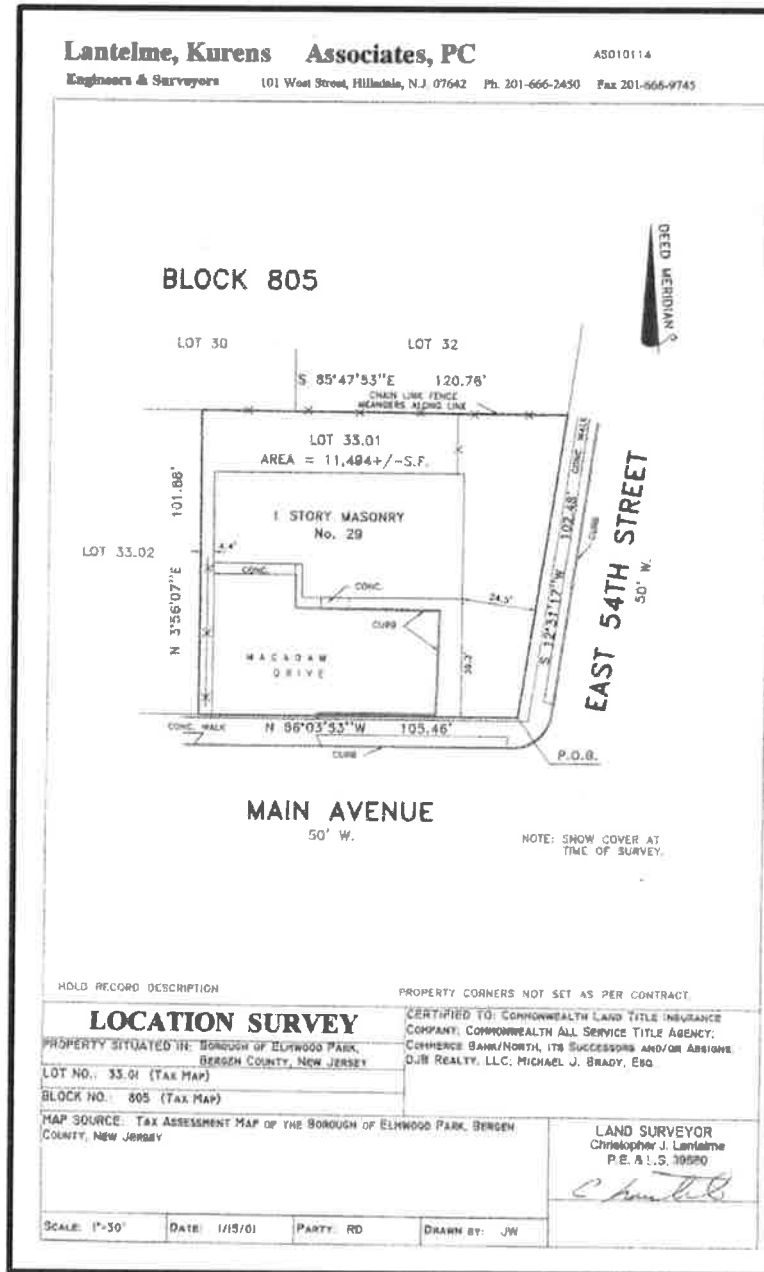 Lantelme, Kurens Associates, PC
AS010114
Engineers & Surveyors 101 West Street, Hillsdale, N.J. 07642 Ph. 201-666-2450 Fax 201-666-9745
BLOCK 805
DEED MERIDIAN
LOT 30
LOT 32
S 85°47'53"E 120.76'
CHAIN LINK FENCE
MEANDERS ALONG LINE
LOT 33.01
AREA = 11,494+/-S.F.
1 STORY MASONRY
No. 29
LOT 33.02
N 3°56'07"E 101.88'
4.4'
CONC.
CONC.
CURB
MACADAM
DRIVE
24.5'
S 12°31'17"W 102.48'
CONC. WALK
CURB
EAST 54TH STREET
50' W.
CONC. WALK
N 86°03'53"W 105.46'
CURB
P.O.B.
MAIN AVENUE
50' W.
NOTE: SNOW COVER AT
TIME OF SURVEY.
HOLD RECORD DESCRIPTION
PROPERTY CORNERS NOT SET AS PER CONTRACT.
LOCATION SURVEY
PROPERTY SITUATED IN: BOROUGH OF ELMWOOD PARK,
BERGEN COUNTY, NEW JERSEY
LOT NO.: 33.01 (TAX MAP)
BLOCK NO.: 805 (TAX MAP)
CERTIFIED TO: COMMONWEALTH LAND TITLE INSURANCE
COMPANY; COMMONWEALTH ALL SERVICE TITLE AGENCY;
COMMERCE BANK/NORTH, ITS SUCCESSORS AND/OR ASSIGNS
DJB REALTY, LLC; MICHAEL J. BRADY, ESQ.
MAP SOURCE: TAX ASSESSMENT MAP OF THE BOROUGH OF ELMWOOD PARK, BERGEN
COUNTY, NEW JERSEY
LAND SURVEYOR
Christopher J. Lantelme
P.E. & L.S. 39580
SCALE: 1"=30'
DATE: 1/15/01
PARTY: RD
DRAWN BY: JW